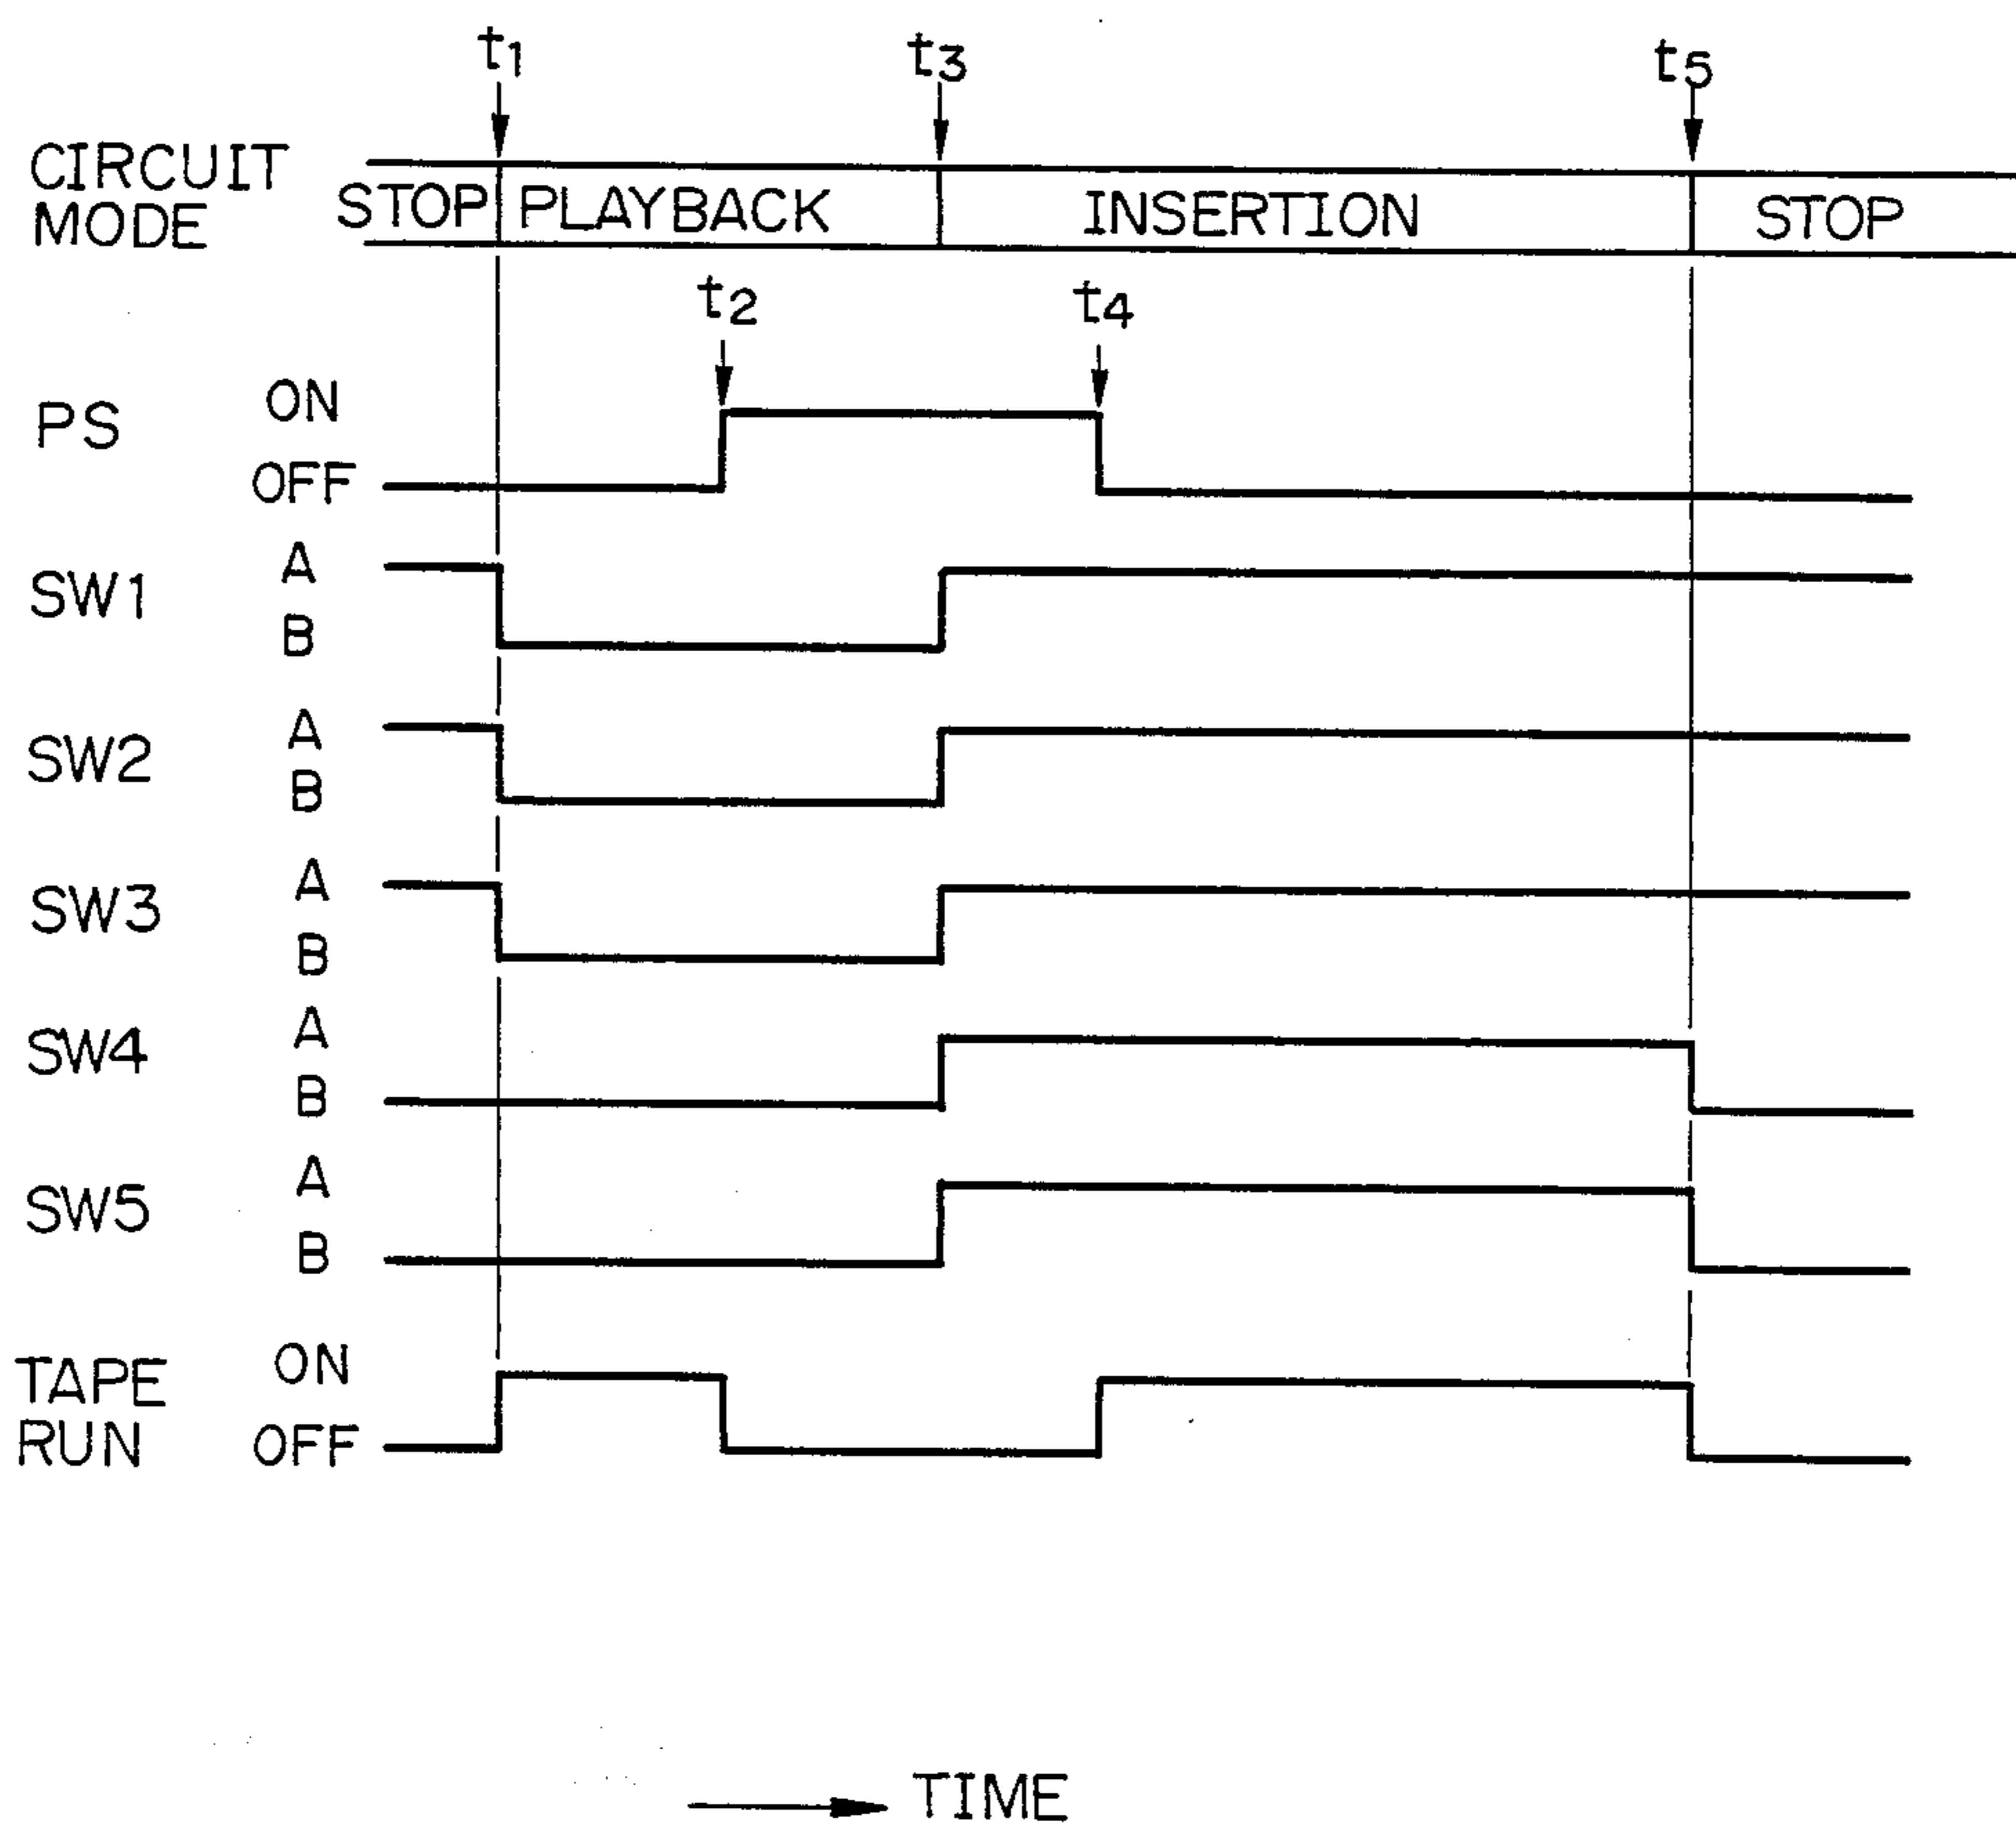 t1 t3 t5
CIRCUIT
MODE
STOP PLAYBACK INSERTION STOP
t2 t4
PS ON
OFF
SW1 A
B
SW2 A
B
SW3 A
B
SW4 A
B
SW5 A
B
TAPE
RUN
ON
OFF
TIME